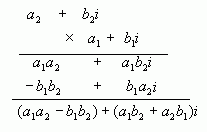 a₂ + b₂i
× a₁ + b₁i
a₁a₂ + a₁b₂i
−b₁b₂ + b₁a₂i
(a₁a₂ − b₁b₂) + (a₁b₂ + a₂b₁)i